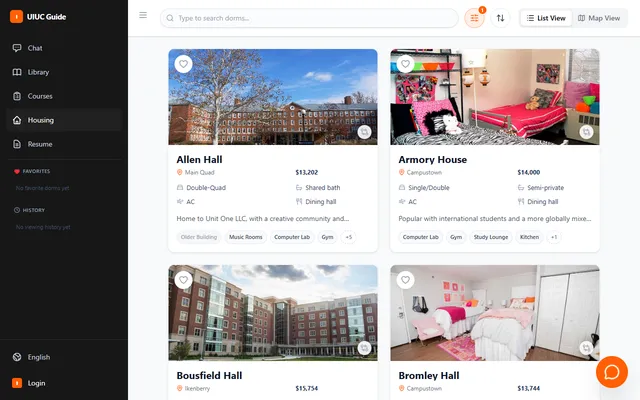 UIUC Guide
Chat
Library
Courses
Housing
Resume
FAVORITES
No favorite dorms yet
HISTORY
No viewing history yet
English
Login
Type to search dorms...
1
List View
Map View
Allen Hall
Main Quad
$13,202
Double-Quad
Shared bath
AC
Dining hall
Home to Unit One LLC, with a creative community and...
Older Building
Music Rooms
Computer Lab
Gym
+5
Armory House
Campustown
$14,000
Single/Double
Semi-private
AC
Dining hall
Popular with international students and a more globally mixe...
Computer Lab
Gym
Study Lounge
Kitchen
+1
Bousfield Hall
Ikenberry
$15,754
Bromley Hall
Campustown
$13,744